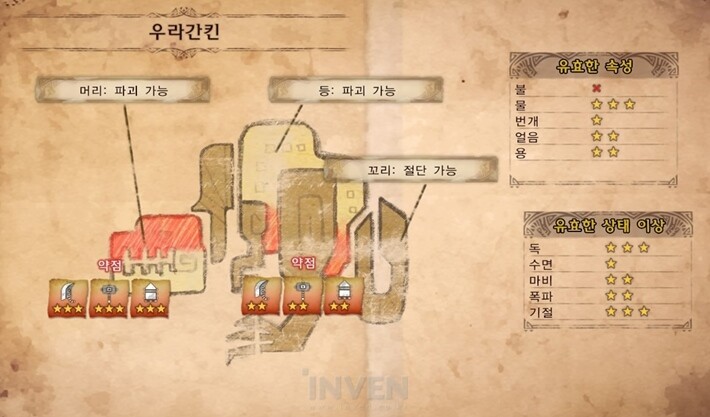 우라간킨
머리: 파괴 가능
등: 파괴 가능
꼬리: 절단 가능
약점
약점
유효한 속성
불
물
번개
얼음
용
유효한 상태 이상
독
수면
마비
폭파
기절
INVEN